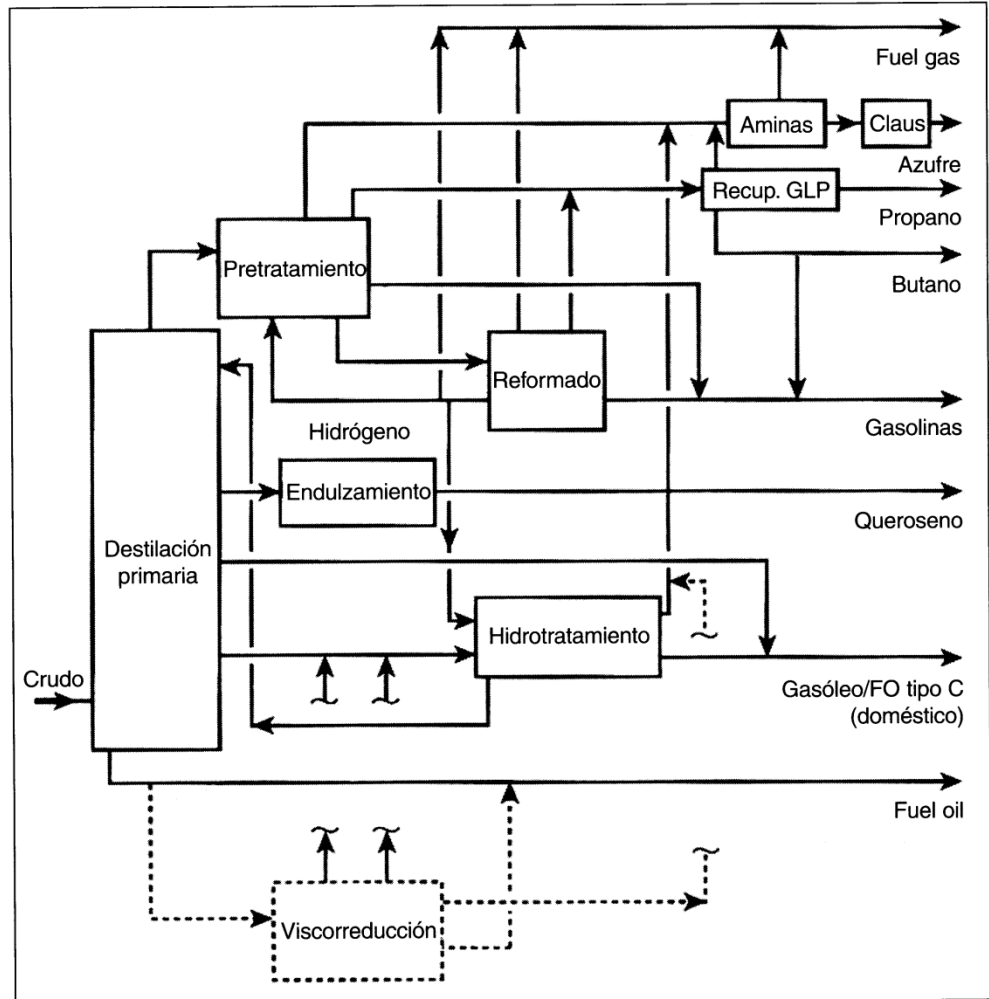 Fuel gas
Aminas
Claus
Azufre
Recup. GLP
Propano
Pretratamiento
Butano
Reformado
Gasolinas
Hidrógeno
Endulzamiento
Queroseno
Destilación
primaria
Hidrotratamiento
Crudo
Gasóleo/FO tipo C
(doméstico)
Fuel oil
Viscorreducción